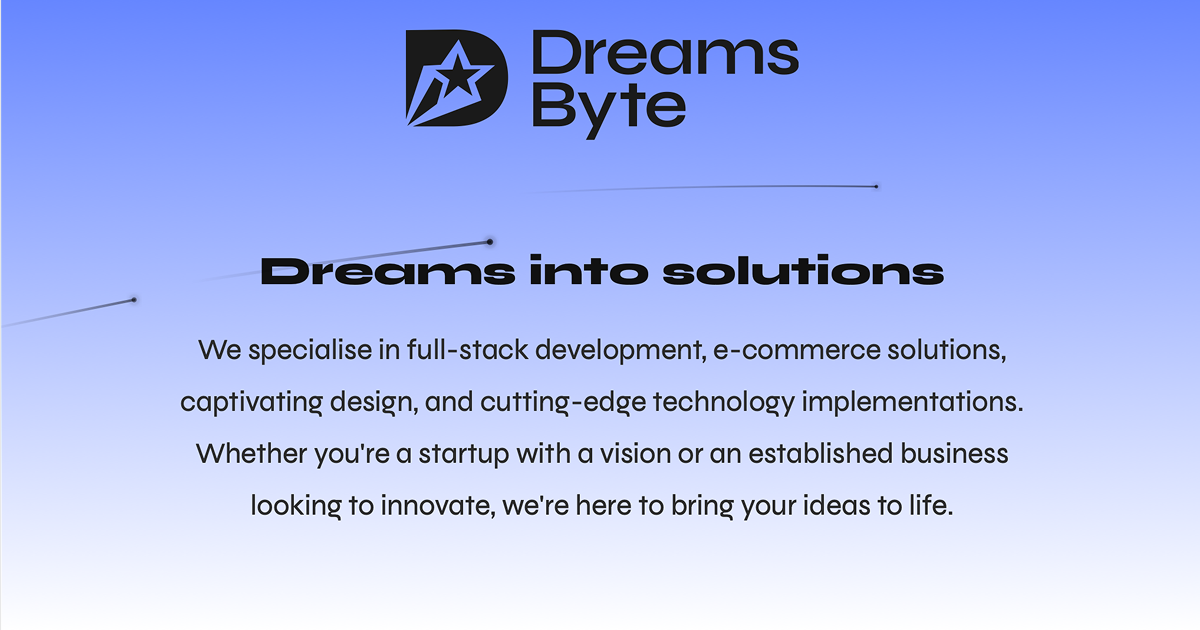 Dreams
Byte
Dreams into solutions
We specialise in full-stack development, e-commerce solutions,
captivating design, and cutting-edge technology implementations.
Whether you're a startup with a vision or an established business
looking to innovate, we're here to bring your ideas to life.